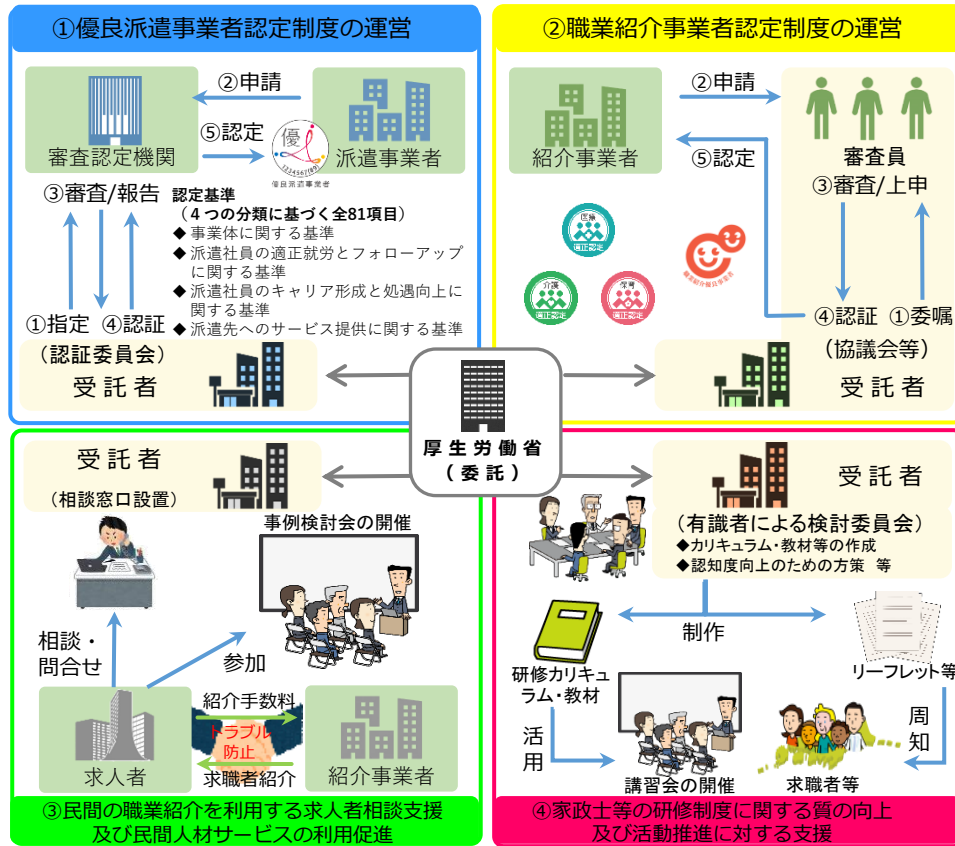 ①優良派遣事業者認定制度の運営
②申請
⑤認定
審査認定機関
優
1234567(89)
優良派遣事業者
派遣事業者
③審査/報告
認定基準
（4つの分類に基づく全81項目）
◆事業体に関する基準
◆派遣社員の適正就労とフォローアップ
に関する基準
◆派遣社員のキャリア形成と処遇向上に
関する基準
◆派遣先へのサービス提供に関する基準
①指定 ④認証
（認証委員会）
受託者
②職業紹介事業者認定制度の運営
②申請
紹介事業者
⑤認定
審査員
③審査/上申
医療
適正認定
介護
適正認定
保育
適正認定
職業紹介優良事業者
④認証 ①委嘱
（協議会等）
受託者
厚生労働省
（委託）
受託者
（相談窓口設置）
事例検討会の開催
相談・
問合せ
参加
求人者
紹介手数料
トラブル
防止
求職者紹介
紹介事業者
③民間の職業紹介を利用する求人者相談支援
及び民間人材サービスの利用促進
受託者
（有識者による検討委員会）
◆カリキュラム・教材等の作成
◆認知度向上のための方策 等
制作
研修カリキュ
ラム・教材
リーフレット等
活用
講習会の開催
求職者等
周知
④家政士等の研修制度に関する質の向上
及び活動推進に対する支援